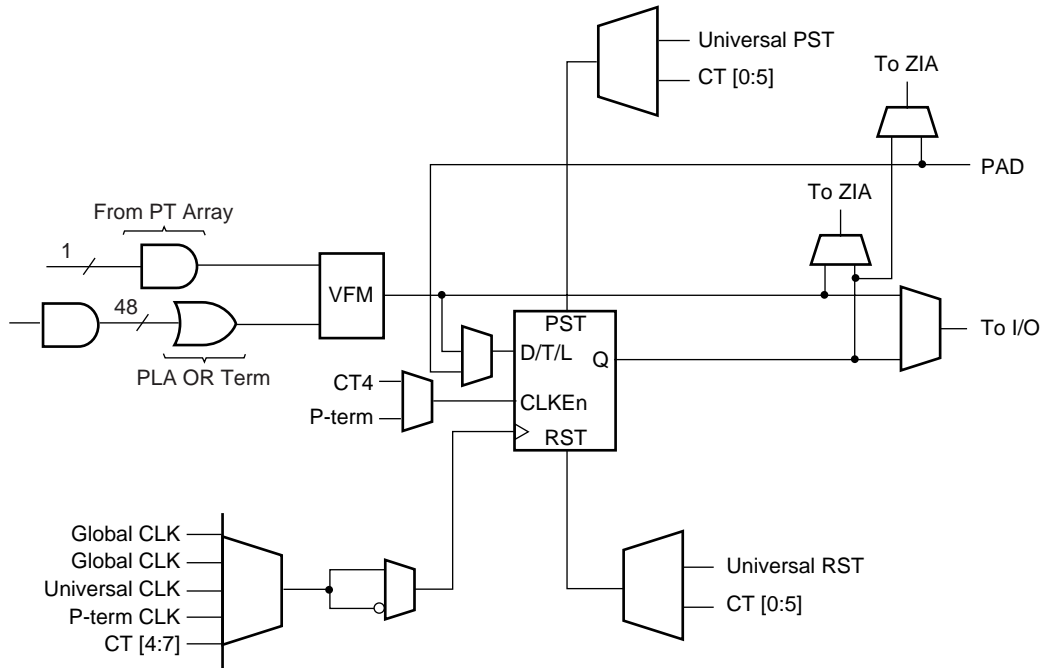 Universal PST
CT [0:5]
To ZIA
PAD
To ZIA
From PT Array
1
VFM
48
PLA OR Term
PST
D/T/L
Q
CLKEn
RST
To I/O
CT4
P-term
Global CLK
Global CLK
Universal CLK
P-term CLK
CT [4:7]
Universal RST
CT [0:5]